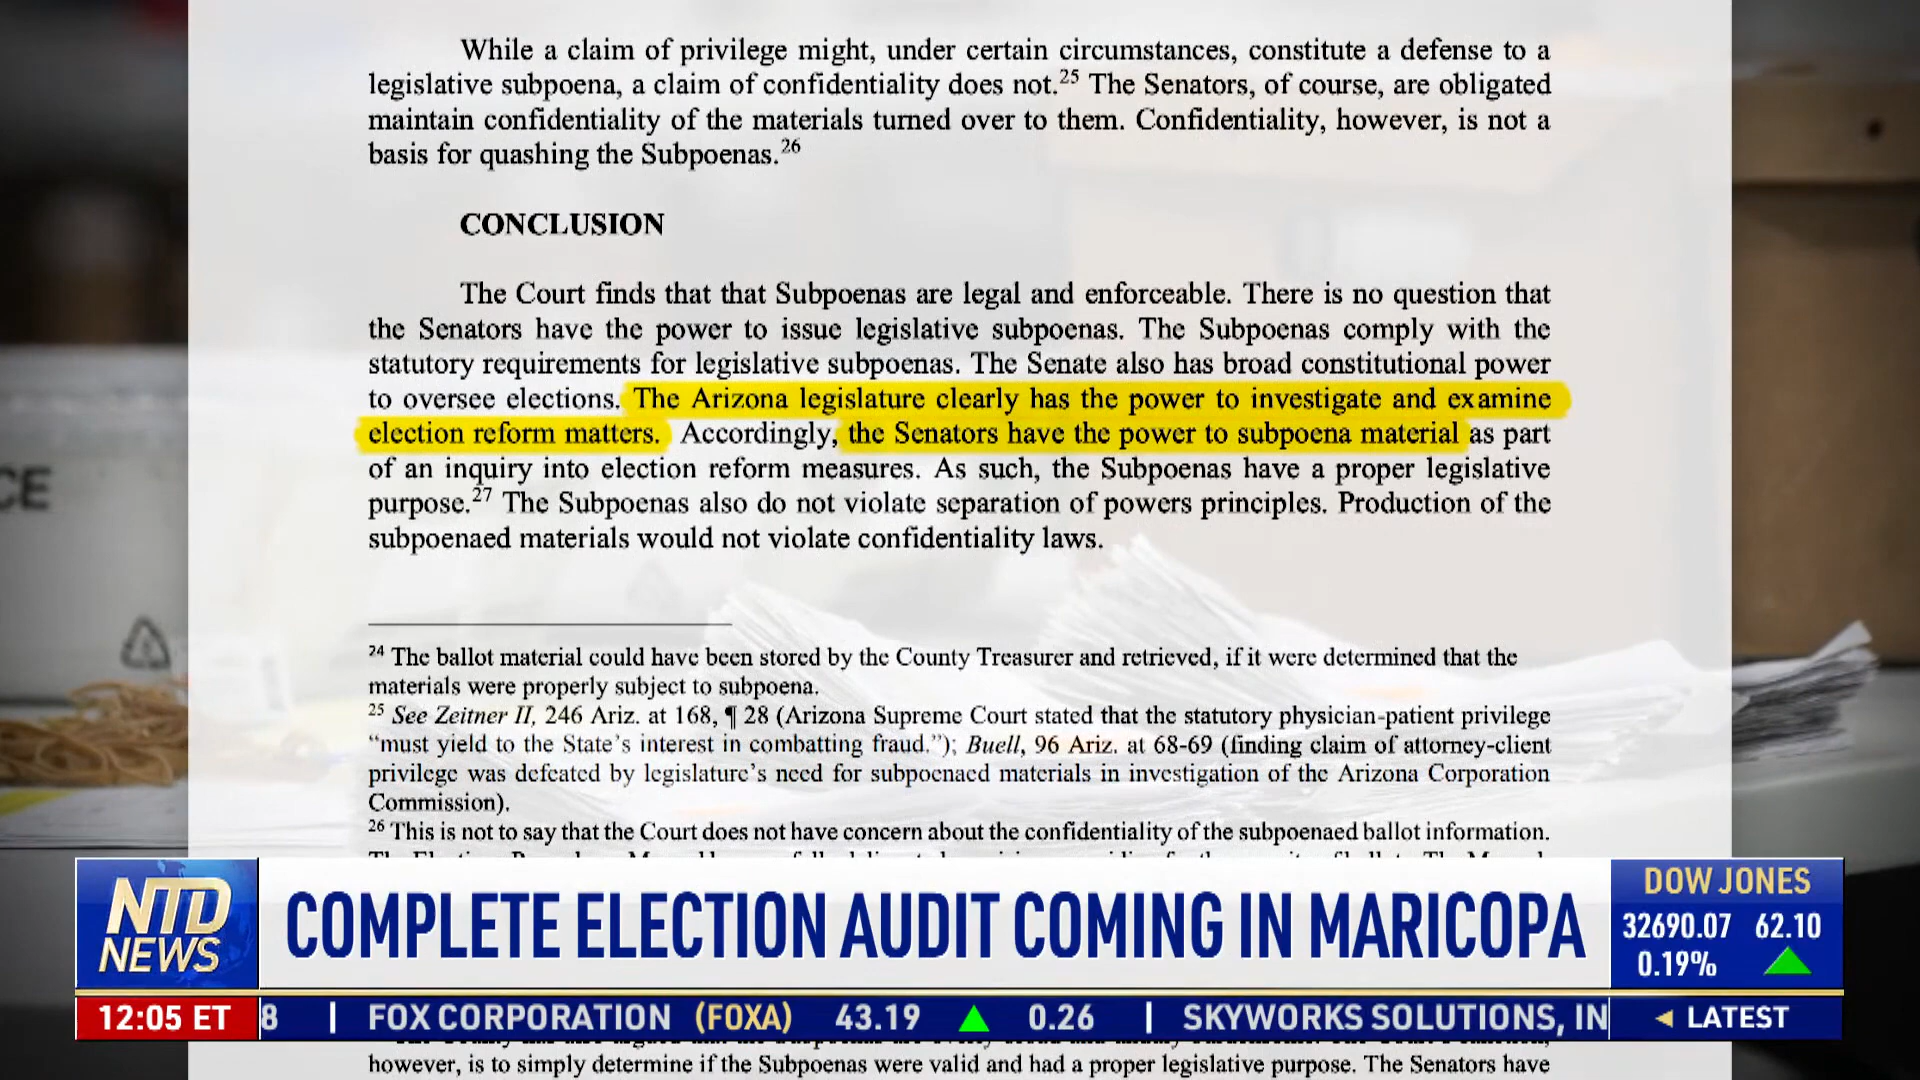 While a claim of privilege might, under certain circumstances, constitute a defense to a
legislative subpoena, a claim of confidentiality does not.25 The Senators, of course, are obligated
maintain confidentiality of the materials turned over to them. Confidentiality, however, is not a
basis for quashing the Subpoenas.26
CONCLUSION
The Court finds that that Subpoenas are legal and enforceable. There is no question that
the Senators have the power to issue legislative subpoenas. The Subpoenas comply with the
statutory requirements for legislative subpoenas. The Senate also has broad constitutional power
to oversee elections. The Arizona legislature clearly has the power to investigate and examine
election reform matters. Accordingly, the Senators have the power to subpoena material as part
of an inquiry into election reform measures. As such, the Subpoenas have a proper legislative
purpose.27 The Subpoenas also do not violate separation of powers principles. Production of the
subpoenaed materials would not violate confidentiality laws.
CE
24 The ballot material could have been stored by the County Treasurer and retrieved, if it were determined that the
materials were properly subject to subpoena.
25 See Zeitner II, 246 Ariz. at 168, ¶ 28 (Arizona Supreme Court stated that the statutory physician-patient privilege
“must yield to the State’s interest in combatting fraud.”); Buell, 96 Ariz. at 68-69 (finding claim of attorney-client
privilege was defeated by legislature’s need for subpoenaed materials in investigation of the Arizona Corporation
Commission).
26 This is not to say that the Court does not have concern about the confidentiality of the subpoenaed ballot information.
NTD
NEWS
COMPLETE ELECTION AUDIT COMING IN MARICOPA
DOW JONES
32690.07 62.10
0.19%
12:05 ET
8 | FOX CORPORATION (FOXA) 43.19 0.26 | SKYWORKS SOLUTIONS, IN
LATEST
however, is to simply determine if the Subpoenas were valid and had a proper legislative purpose. The Senators have